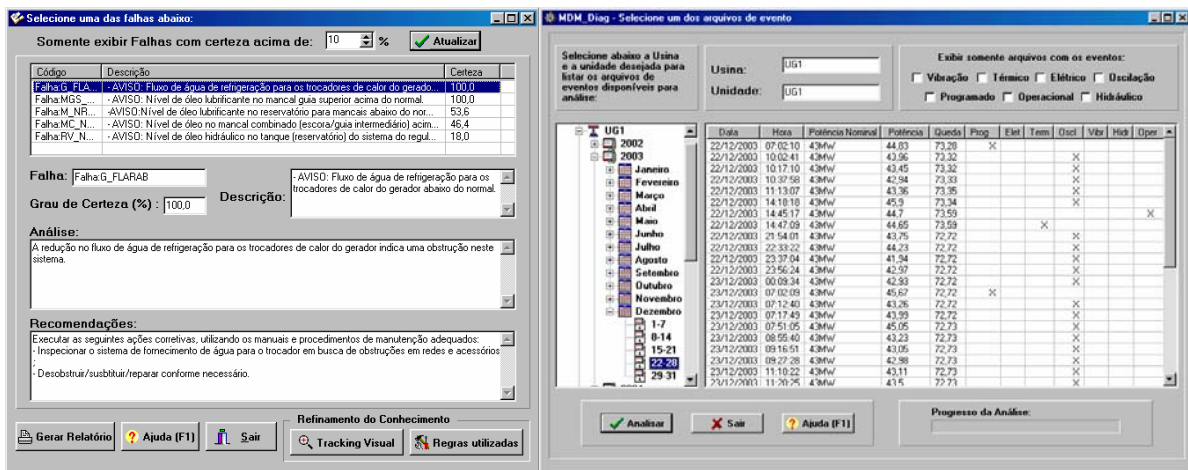 Selecione uma das falhas abaixo:
Somente exibir Falhas com certeza acima de: 10 % Atualizar
Código Descrição Certeza
Falha:G_FLA... - AVISO: Fluxo de água de refrigeração para os trocadores de calor do gerado... 100,0
Falha:MGS_... - AVISO: Nível de óleo lubrificante no mancal guia superior acima do normal. 100,0
Falha:M_NR... -AVISO:Nível de óleo lubrificante no reservatório para mancais abaixo do nor... 53,6
Falha:MC_N... - AVISO: Nível de óleo no mancal combinado (escora/guia intermediário) acim... 46,4
Falha:RV_N... - AVISO: Nível de óleo hidráulico no tanque (reservatório) do sistema do regul... 18,0
Falha: Falha:G_FLARAB
Grau de Certeza (%) : 100,0
Descrição: - AVISO: Fluxo de água de refrigeração para os
trocadores de calor do gerador abaixo do normal.
Análise:
A redução no fluxo de água de refrigeração para os trocadores de calor do gerador indica uma obstrução neste
sistema.
Recomendações:
Executar as seguintes ações corretivas, utilizando os manuais e procedimentos de manutenção adequados:
- Inspecionar o sistema de fornecimento de água para o trocador em busca de obstruções em redes e acessórios
;
- Desobstruir/susbtituir/reparar conforme necessário.
Gerar Relatório Ajuda (F1) Sair
Refinamento do Conhecimento
Tracking Visual Regras utilizadas
MDM_Diag - Selecione um dos arquivos de evento
Selecione abaixo a Usina
e a unidade desejada para
listar os arquivos de
eventos disponíveis para
análise:
Usina: UG1
Unidade: UG1
Exibir somente arquivos com os eventos:
Vibração Térmico Elétrico Oscilação
Programado Operacional Hidráulico
UG1
2002
2003
Janeiro
Fevereiro
Março
Abril
Maio
Junho
Julho
Agosto
Setembro
Outubro
Novembro
Dezembro
1-7
8-14
15-21
22-28
29-31
Data Hora Potência Nominal Potência Queda Prog Elet Term Oscl Vibr Hidr Oper
22/12/2003 07:02:10 43MW 44,83 73,28 X
22/12/2003 10:02:41 43MW 43,96 73,32 X
22/12/2003 10:17:10 43MW 43,45 73,32 X
22/12/2003 10:37:58 43MW 42,94 73,33 X
22/12/2003 11:13:07 43MW 43,36 73,35 X
22/12/2003 14:18:18 43MW 45,9 73,34 X
22/12/2003 14:45:17 43MW 44,7 73,59 X
22/12/2003 14:47:09 43MW 44,65 73,59 X
22/12/2003 21:54:01 43MW 43,75 72,72 X
22/12/2003 22:33:22 43MW 44,23 72,72 X
22/12/2003 23:37:04 43MW 41,94 72,72 X
22/12/2003 23:56:24 43MW 42,97 72,72 X
23/12/2003 00:09:34 43MW 42,93 72,72 X
23/12/2003 07:02:09 43MW 45,67 72,72 X
23/12/2003 07:12:40 43MW 43,26 72,72 X
23/12/2003 07:17:49 43MW 43,99 72,72 X
23/12/2003 07:51:05 43MW 45,05 72,73 X
23/12/2003 08:55:40 43MW 43,23 72,73 X
23/12/2003 09:16:51 43MW 43,05 72,73 X
23/12/2003 09:27:28 43MW 42,98 72,73 X
23/12/2003 11:10:22 43MW 43,11 72,73 X
23/12/2003 11:20:25 43MW 43,5 72,73 X
Analisar Sair Ajuda (F1)
Progresso da Análise: